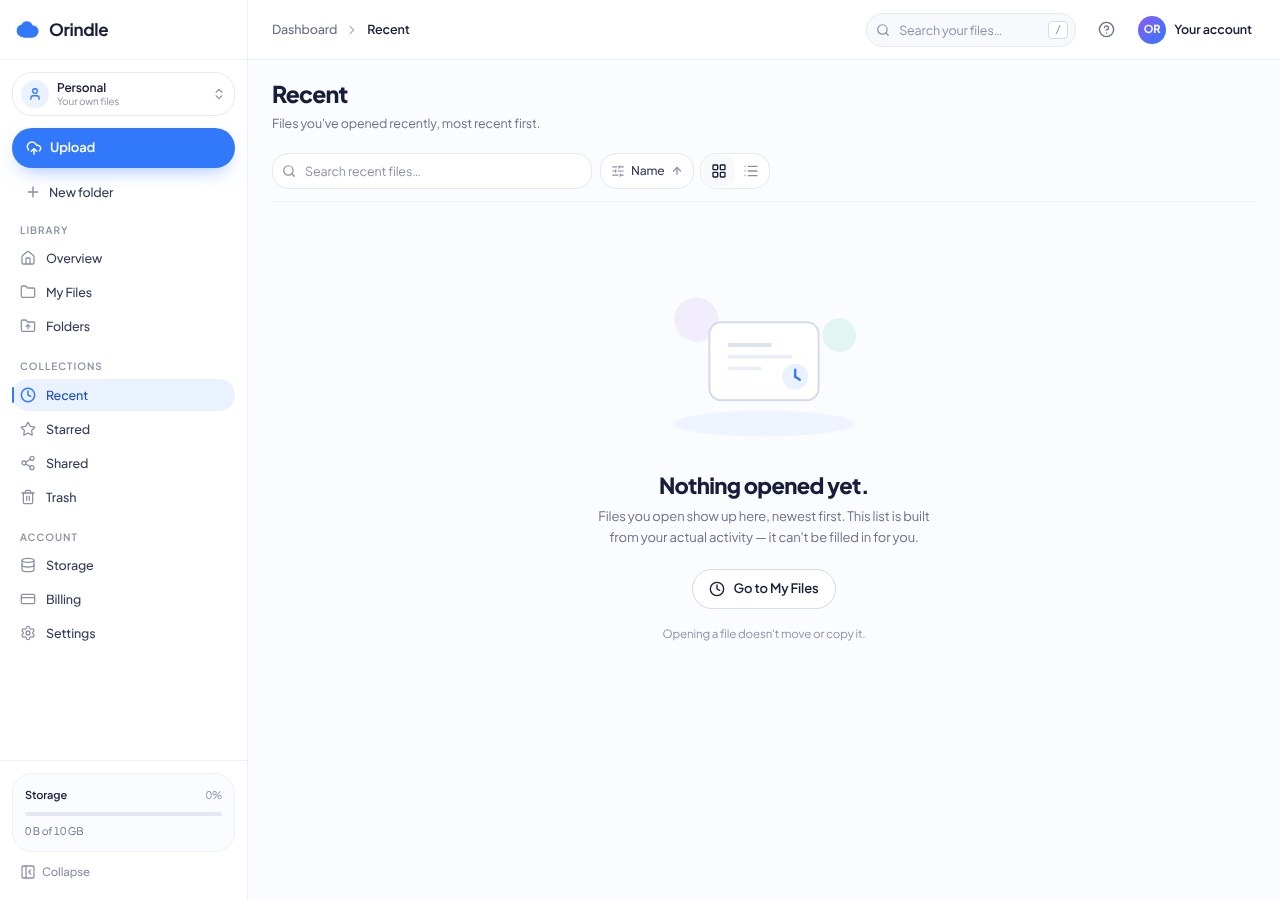 Orindle
Dashboard
Recent
Search your files...
/
OR
Your account
Personal
Your own files
Upload
New folder
LIBRARY
Overview
My Files
Folders
COLLECTIONS
Recent
Starred
Shared
Trash
ACCOUNT
Storage
Billing
Settings
Storage
0%
0 B of 10 GB
Collapse
Recent
Files you've opened recently, most recent first.
Search recent files...
Name
Nothing opened yet.
Files you open show up here, newest first. This list is built
from your actual activity — it can't be filled in for you.
Go to My Files
Opening a file doesn't move or copy it.